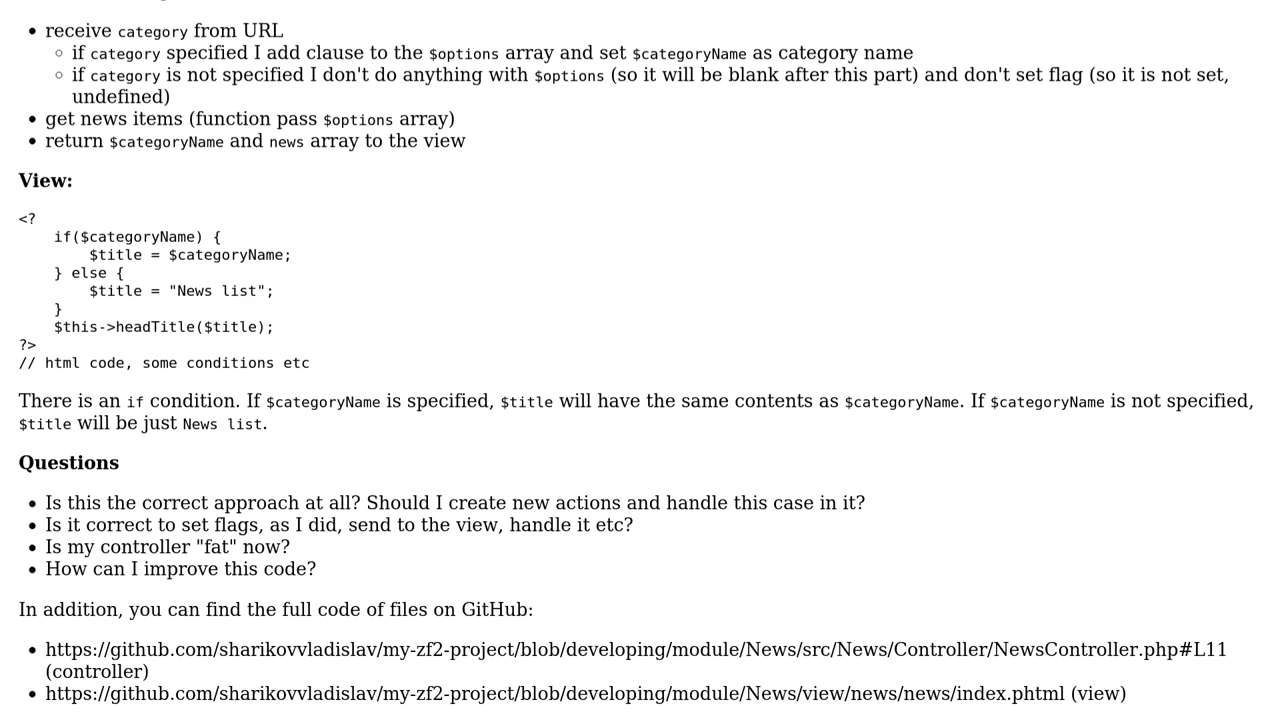 receive category from URL
if category specified I add clause to the $options array and set $categoryName as category name
if category is not specified I don't do anything with $options (so it will be blank after this part) and don't set flag (so it is not set,
undefined)
get news items (function pass $options array)
return $categoryName and news array to the view
View:
<?
    if($categoryName) {
        $title = $categoryName;
    } else {
        $title = "News list";
    }
    $this->headTitle($title);
?>
// html code, some conditions etc
There is an if condition. If $categoryName is specified, $title will have the same contents as $categoryName. If $categoryName is not specified,
$title will be just News list.
Questions
Is this the correct approach at all? Should I create new actions and handle this case in it?
Is it correct to set flags, as I did, send to the view, handle it etc?
Is my controller "fat" now?
How can I improve this code?
In addition, you can find the full code of files on GitHub:
https://github.com/sharikovvladislav/my-zf2-project/blob/developing/module/News/src/News/Controller/NewsController.php#L11
(controller)
https://github.com/sharikovvladislav/my-zf2-project/blob/developing/module/News/view/news/news/index.phtml (view)